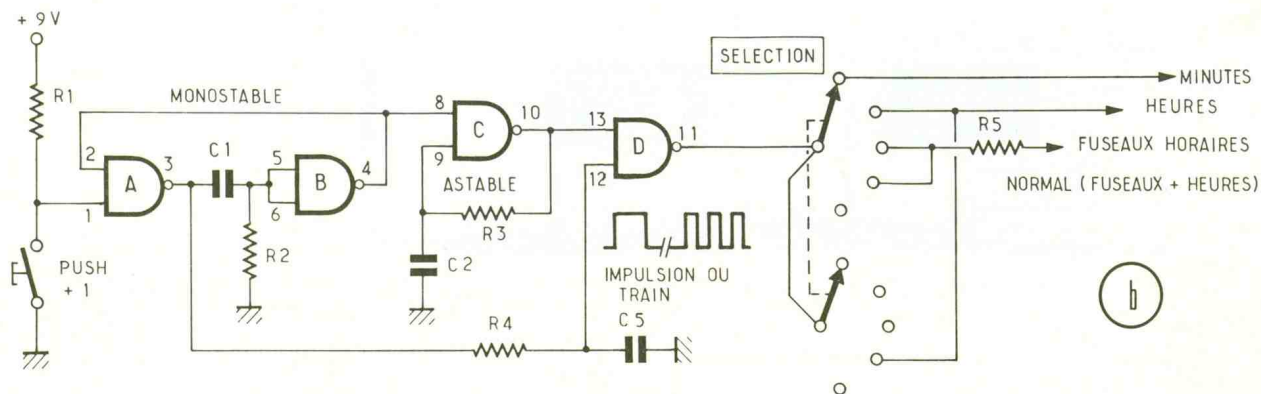 + 9V
SELECTION
MINUTES
R1
MONOSTABLE
8
10
HEURES
C
13
R5
2
C1
5
9
D
11
FUSEAUX HORAIRES
A
3
B
4
ASTABLE
12
NORMAL (FUSEAUX + HEURES)
1
6
R3
R2
C2
PUSH
+ 1
IMPULSION OU
TRAIN
b
R4
C5